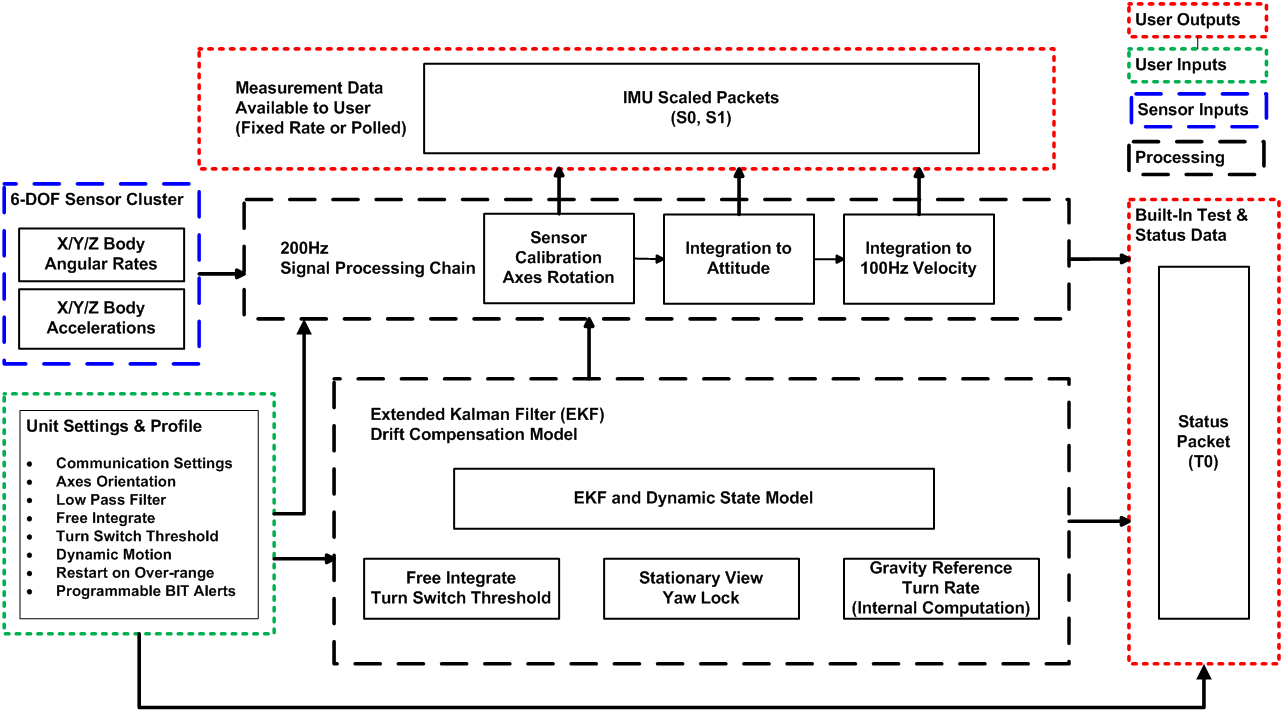 User Outputs
User Inputs
Sensor Inputs
Processing
Measurement Data
Available to User
(Fixed Rate or Polled)
IMU Scaled Packets
(S0, S1)
6-DOF Sensor Cluster
X/Y/Z Body
Angular Rates
X/Y/Z Body
Accelerations
200Hz
Signal Processing Chain
Sensor
Calibration
Axes Rotation
Integration to
Attitude
Integration to
100Hz Velocity
Built-In Test &
Status Data
Status
Packet
(T0)
Unit Settings & Profile
• Communication Settings
• Axes Orientation
• Low Pass Filter
• Free Integrate
• Turn Switch Threshold
• Dynamic Motion
• Restart on Over-range
• Programmable BIT Alerts
Extended Kalman Filter (EKF)
Drift Compensation Model
EKF and Dynamic State Model
Free Integrate
Turn Switch Threshold
Stationary View
Yaw Lock
Gravity Reference
Turn Rate
(Internal Computation)